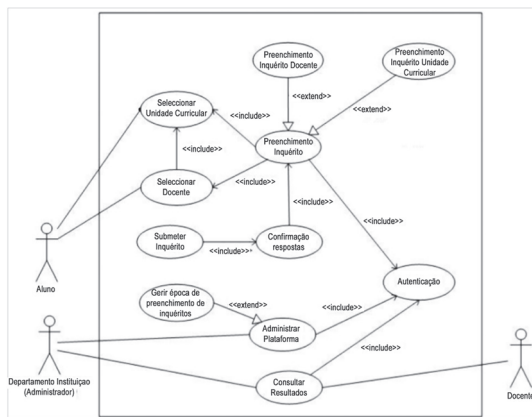 Preenchimento
Inquérito Docente
Preenchimento
Inquérito Unidade
Curricular
<<extend>>
<<extend>>
Seleccionar
Unidade Curricular
<<include>>
Preenchimento
Inquérito
<<include>>
<<include>>
Seleccionar
Docente
<<include>>
<<include>>
Submeter
Inquérito
<<include>>
Confirmação
respostas
Aluno
Autenticação
Gerir época de
preenchimento de
inquéritos
<<extend>>
<<include>>
Administrar
Plataforma
<<include>>
Departamento Instituiçao
(Administrador)
Consultar
Resultados
Docente